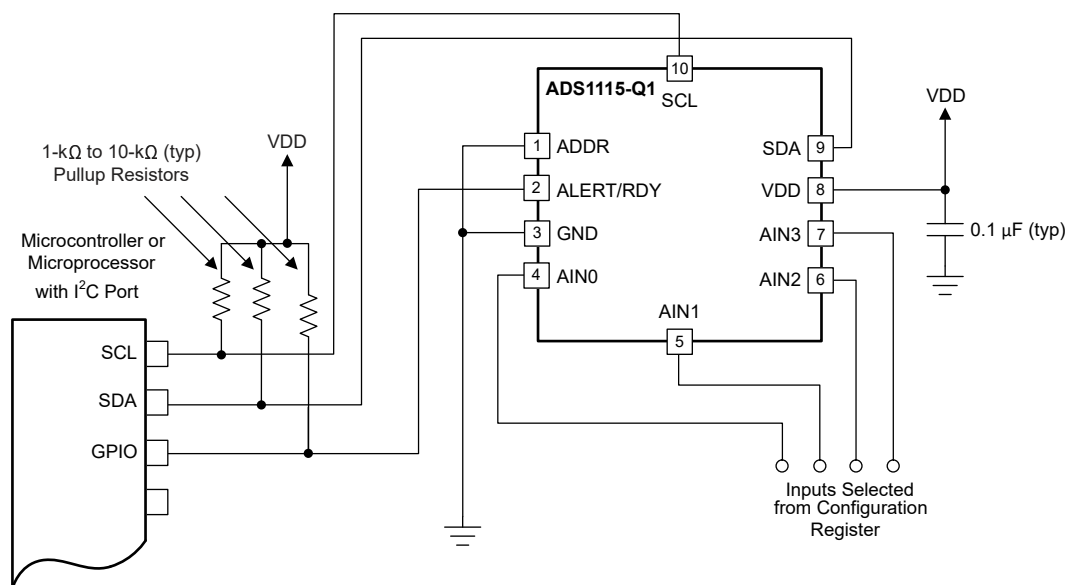 ADS1115-Q1
10
SCL
1
ADDR
2
ALERT/RDY
3
GND
4
AIN0
AIN1
5
SDA
9
VDD
8
AIN3
7
AIN2
6
VDD
0.1 μF (typ)
VDD
1-kΩ to 10-kΩ (typ)
Pullup Resistors
Microcontroller or
Microprocessor
with I²C Port
SCL
SDA
GPIO
Inputs Selected
from Configuration
Register